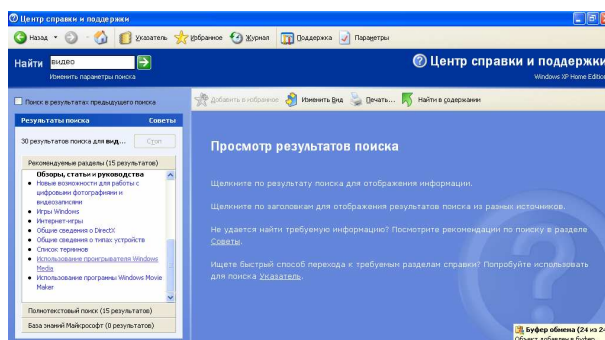 Центр справки и поддержки
Назад Указатель Избранное Журнал Поддержка Параметры
Найти видео
Изменить параметры поиска
Центр справки и поддержки
Windows XP Home Edition
Поиск в результатах предыдущего поиска
Добавить в избранное Изменить Вид Печать... Найти в содержании
Результаты поиска Советы
30 результатов поиска для вид... Стоп
Рекомендуемые разделы (15 результатов)
Обзоры, статьи и руководства
Новые возможности для работы с
цифровыми фотографиями и
видеозаписями
Игры Windows
Интернет-игры
Общие сведения о DirectX
Общие сведения о типах устройств
Список терминов
Использование проигрывателя Windows
Media
Использование программы Windows Movie
Maker
Полнотекстовый поиск (15 результатов)
База знаний Майкрософт (0 результатов)
Просмотр результатов поиска
Щелкните по результату поиска для отображения информации.
Щелкните по заголовкам для отображения результатов поиска из разных источников.
Не удается найти требуемую информацию? Посмотрите рекомендации по поиску в разделе
Советы.
Ищете быстрый способ перехода к требуемым разделам справки? Попробуйте использовать
для поиска Указатель.
Буфер обмена (24 из 24
Объект добавлен в буфер